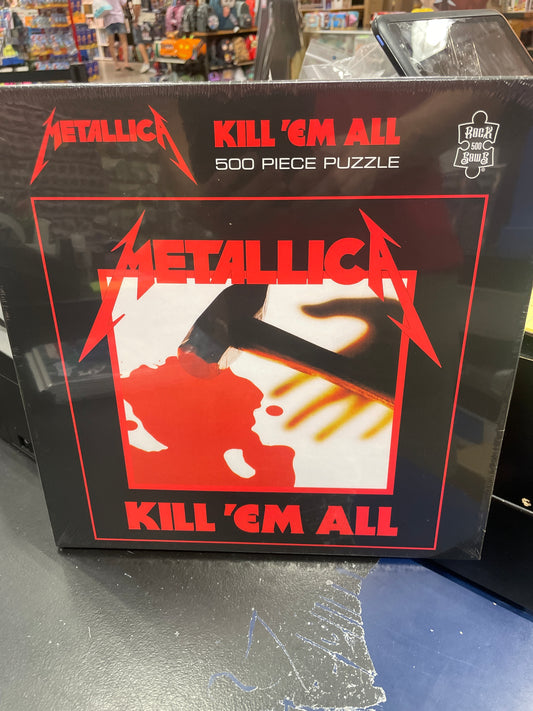 METALLICA
KILL 'EM ALL
500 PIECE PUZZLE
ROCK
500
SAWS
METALLICA
KILL 'EM ALL